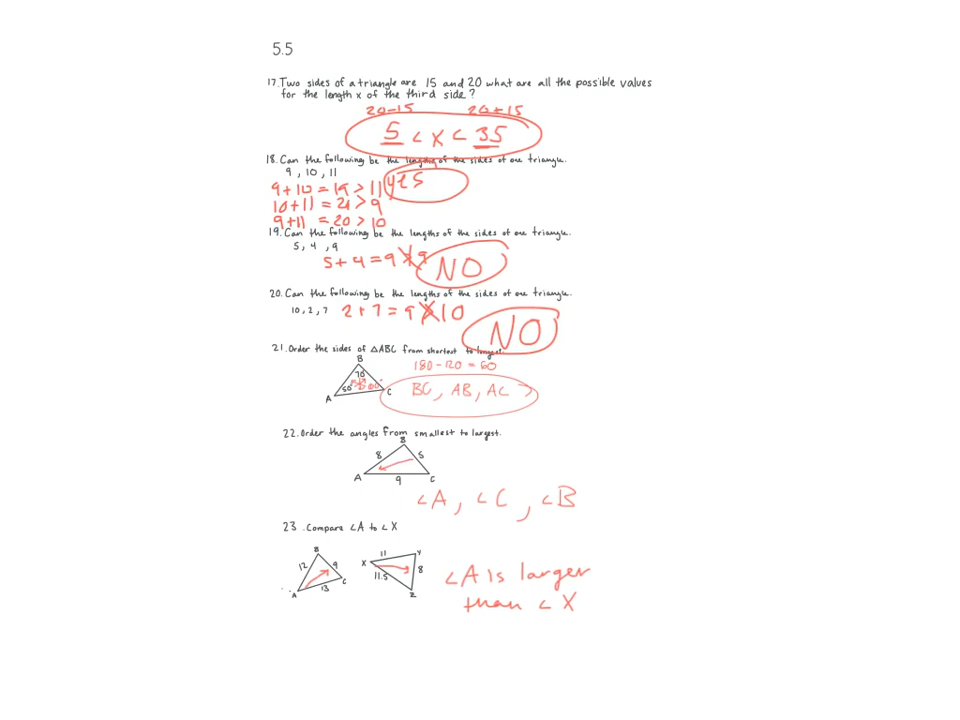 5.5
17. Two sides of a triangle are 15 and 20 what are all the possible values
for the length x of the third side?
20-15 20+15
5 < x < 35
18. Can the following be the lengths of the sides of one triangle.
9, 10, 11
yes
9+10 = 19 > 11
10+11 = 21 > 9
9+11 = 20 > 10
19. Can the following be the lengths of the sides of one triangle.
5, 4, 9
5+4=9 > 9
NO
20. Can the following be the lengths of the sides of one triangle.
10, 2, 7
2+7=9 > 10
NO
21. Order the sides of △ABC from shortest to longest.
180-120=60
B
70
50
60
A
C
BC, AB, AC
22. Order the angles from smallest to largest.
B
8
5
A
9
C
∠A, ∠C, ∠B
23. Compare ∠A to ∠X
B
12
9
A
13
C
X
11
Y
11.5
8
Z
∠A is larger
than ∠X